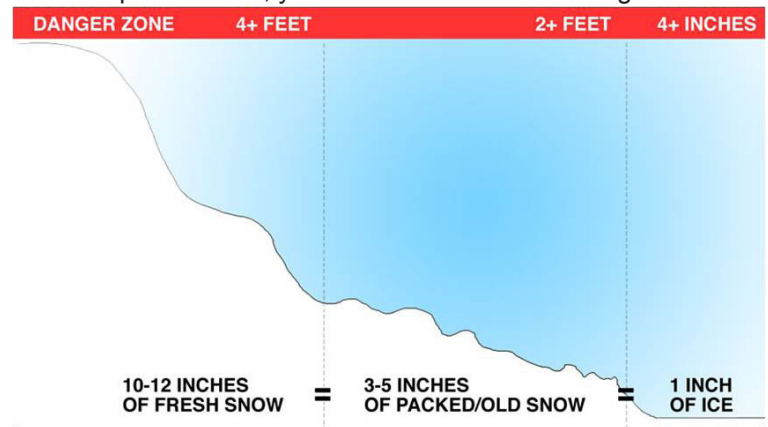 DANGER ZONE 4+ FEET 2+ FEET 4+ INCHES
10-12 INCHES
OF FRESH SNOW
=
3-5 INCHES
OF PACKED/OLD SNOW
=
1 INCH
OF ICE